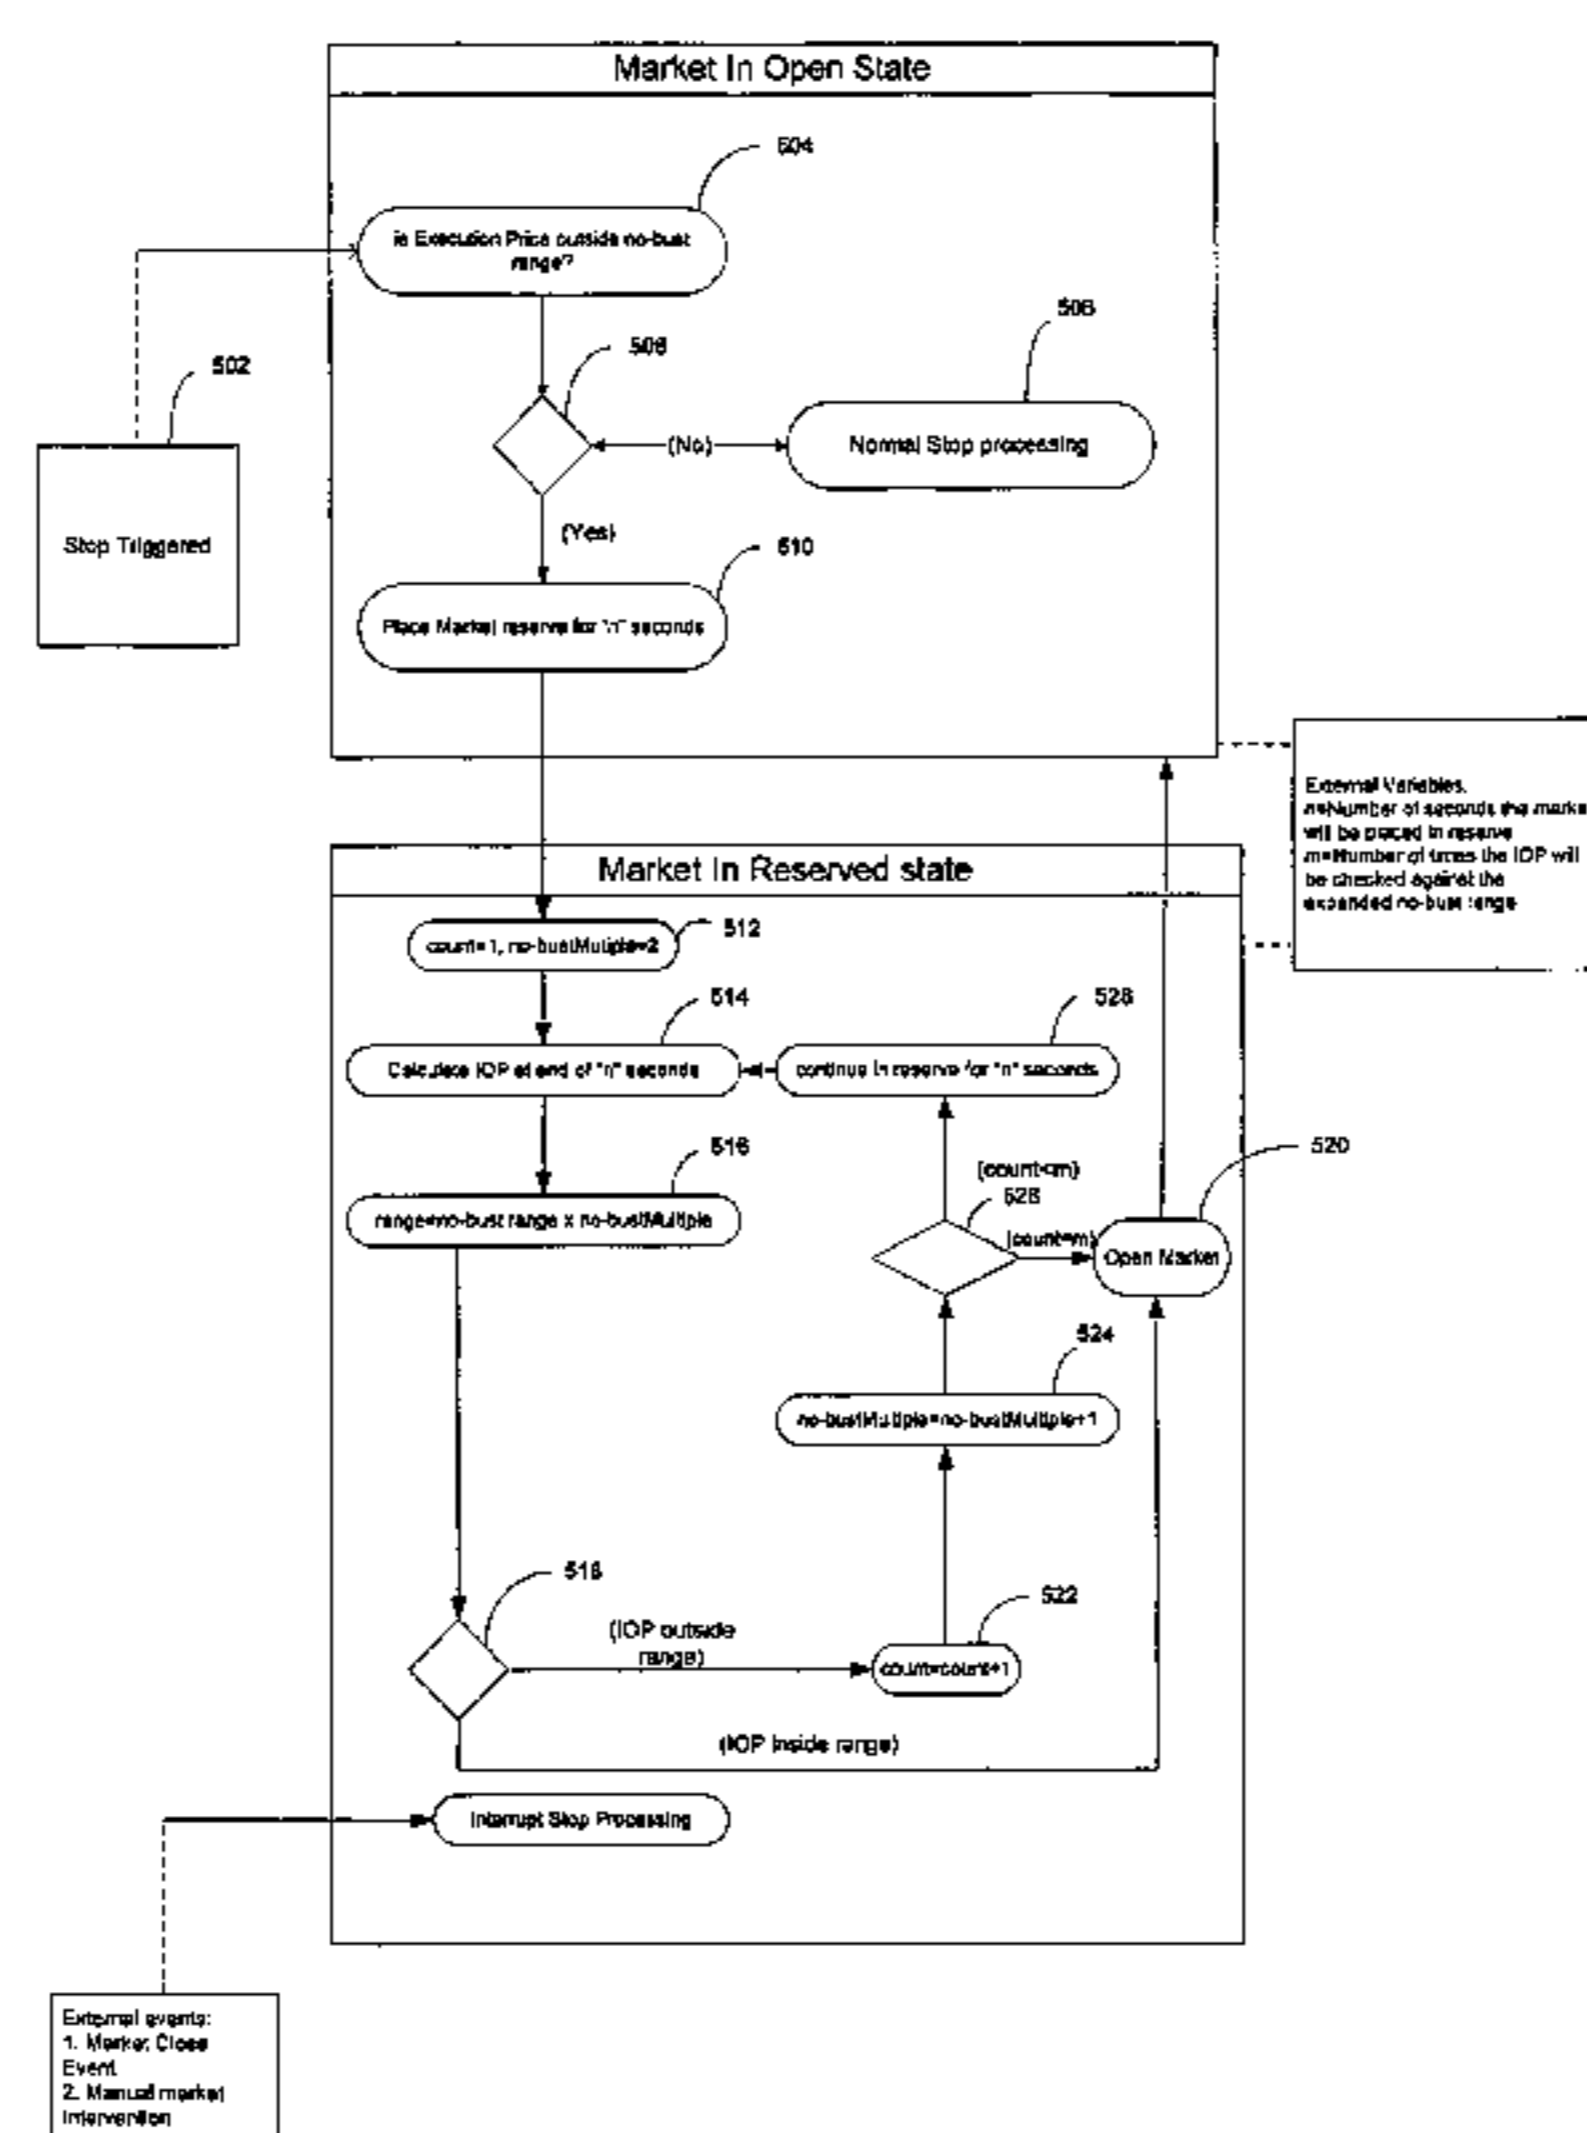 Market In Open State
504
is Execution Price outside no-bust
range?
506
508
502
(No)
Normal Stop processing
Stop Triggered
(Yes)
510
Place Market reserve for "n" seconds
External Variables.
n=Number of seconds the marke
will be placed in reserve
m=Number of times the IOP will
be checked against the
expanded no-bust range
Market In Reserved state
count=1, no-bustMutiple=2
512
514
528
Calculate IOP at end of "n" seconds
continue in reserve for "n" seconds
516
520
(count<m)
526
range=no-bust range x no-bustMultiple
(count=m)
Open Market
524
no-bustMultiple=no-bustMultiple+1
518
522
(IOP outside
range)
count=count+1
(IOP inside range)
Interrupt Stop Processing
External events:
1. Market Close
Event
2. Manual market
intervention